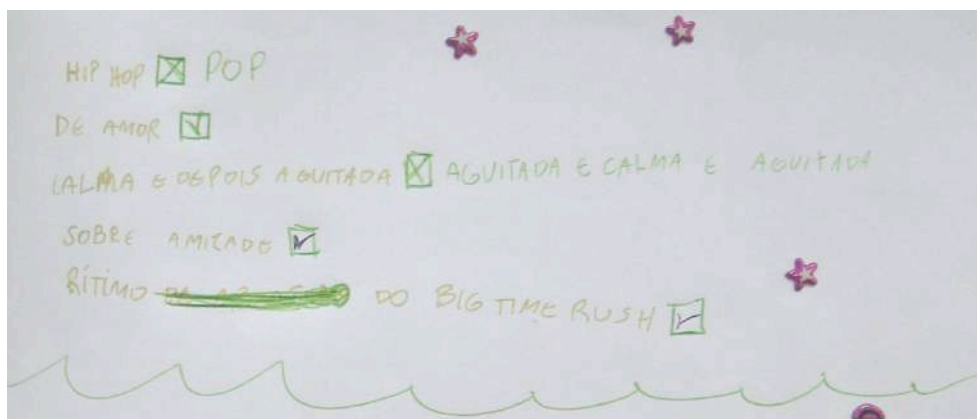 HIP HOP POP
DE AMOR
CALMA E DEPOIS AGUITADA AGUITADA E CALMA E AGUITADA
SOBRE AMIZADE
RÍTIMO DO BIG TIME RUSH